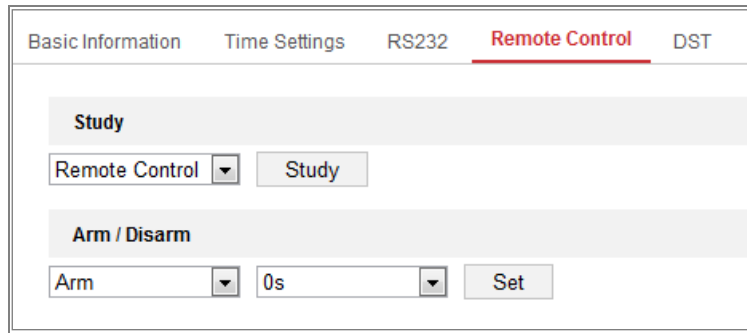 Basic Information Time Settings RS232 Remote Control DST
Study
Remote Control Study
Arm / Disarm
Arm 0s Set